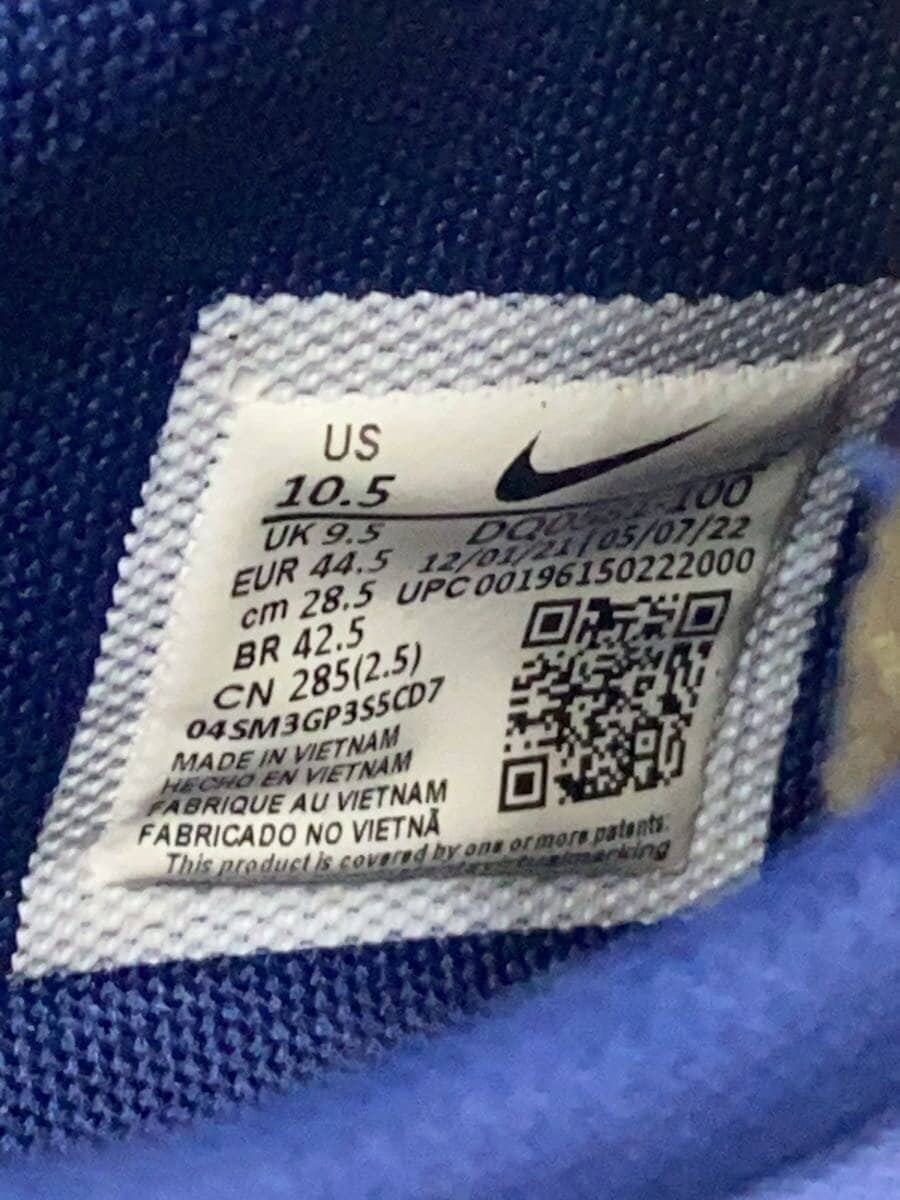 US
10.5
UK 9.5
EUR 44.5
cm 28.5
BR 42.5
CN 285(2.5)
04SM3GP3S5CD7
MADE IN VIETNAM
HECHO EN VIETNAM
FABRIQUE AU VIETNAM
FABRICADO NO VIETNÃ
12/01/21 | 05/07/22
UPC 00196150222000
This product is covered by one or more patents.